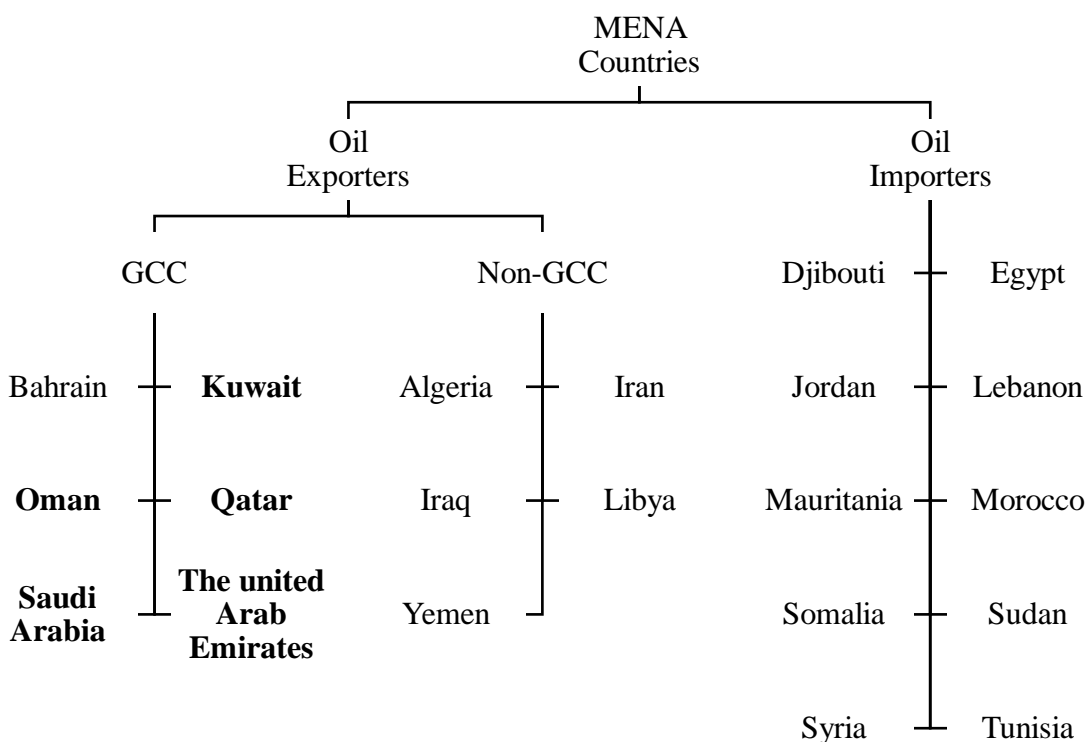 MENA
Countries
Oil
Exporters
Oil
Importers
GCC
Non-GCC
Djibouti
Egypt
Bahrain
Kuwait
Algeria
Iran
Jordan
Lebanon
Oman
Qatar
Iraq
Libya
Mauritania
Morocco
Saudi
Arabia
The united
Arab
Emirates
Yemen
Somalia
Sudan
Syria
Tunisia